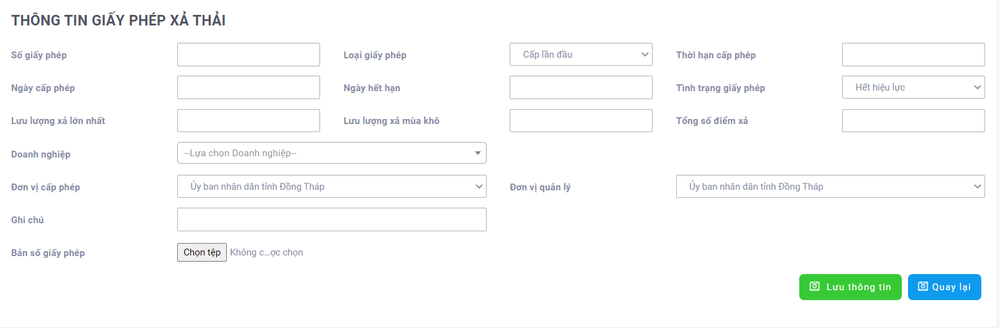 THÔNG TIN GIẤY PHÉP XẢ THẢI
Số giấy phép
Loại giấy phép
Cấp lần đầu
Thời hạn cấp phép
Ngày cấp phép
Ngày hết hạn
Tình trạng giấy phép
Hết hiệu lực
Lưu lượng xả lớn nhất
Lưu lượng xả mùa khô
Tổng số điểm xả
Doanh nghiệp
--Lựa chọn Doanh nghiệp--
Đơn vị cấp phép
Ủy ban nhân dân tỉnh Đồng Tháp
Đơn vị quản lý
Ủy ban nhân dân tỉnh Đồng Tháp
Ghi chú
Bản số giấy phép
Chọn tệp
Không c...ợc chọn
Lưu thông tin
Quay lại